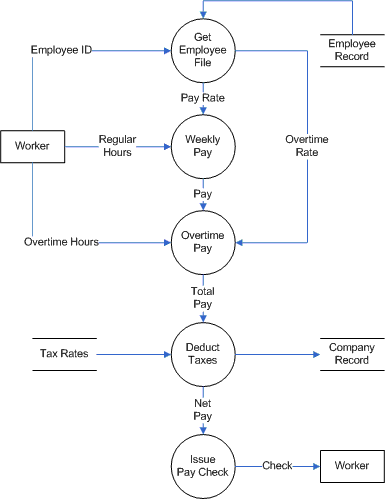 Get
Employee
File
Employee ID
Employee
Record
Pay Rate
Worker
Regular
Hours
Weekly
Pay
Overtime
Rate
Pay
Overtime Hours
Overtime
Pay
Total
Pay
Tax Rates
Deduct
Taxes
Company
Record
Net
Pay
Issue
Pay Check
Check
Worker